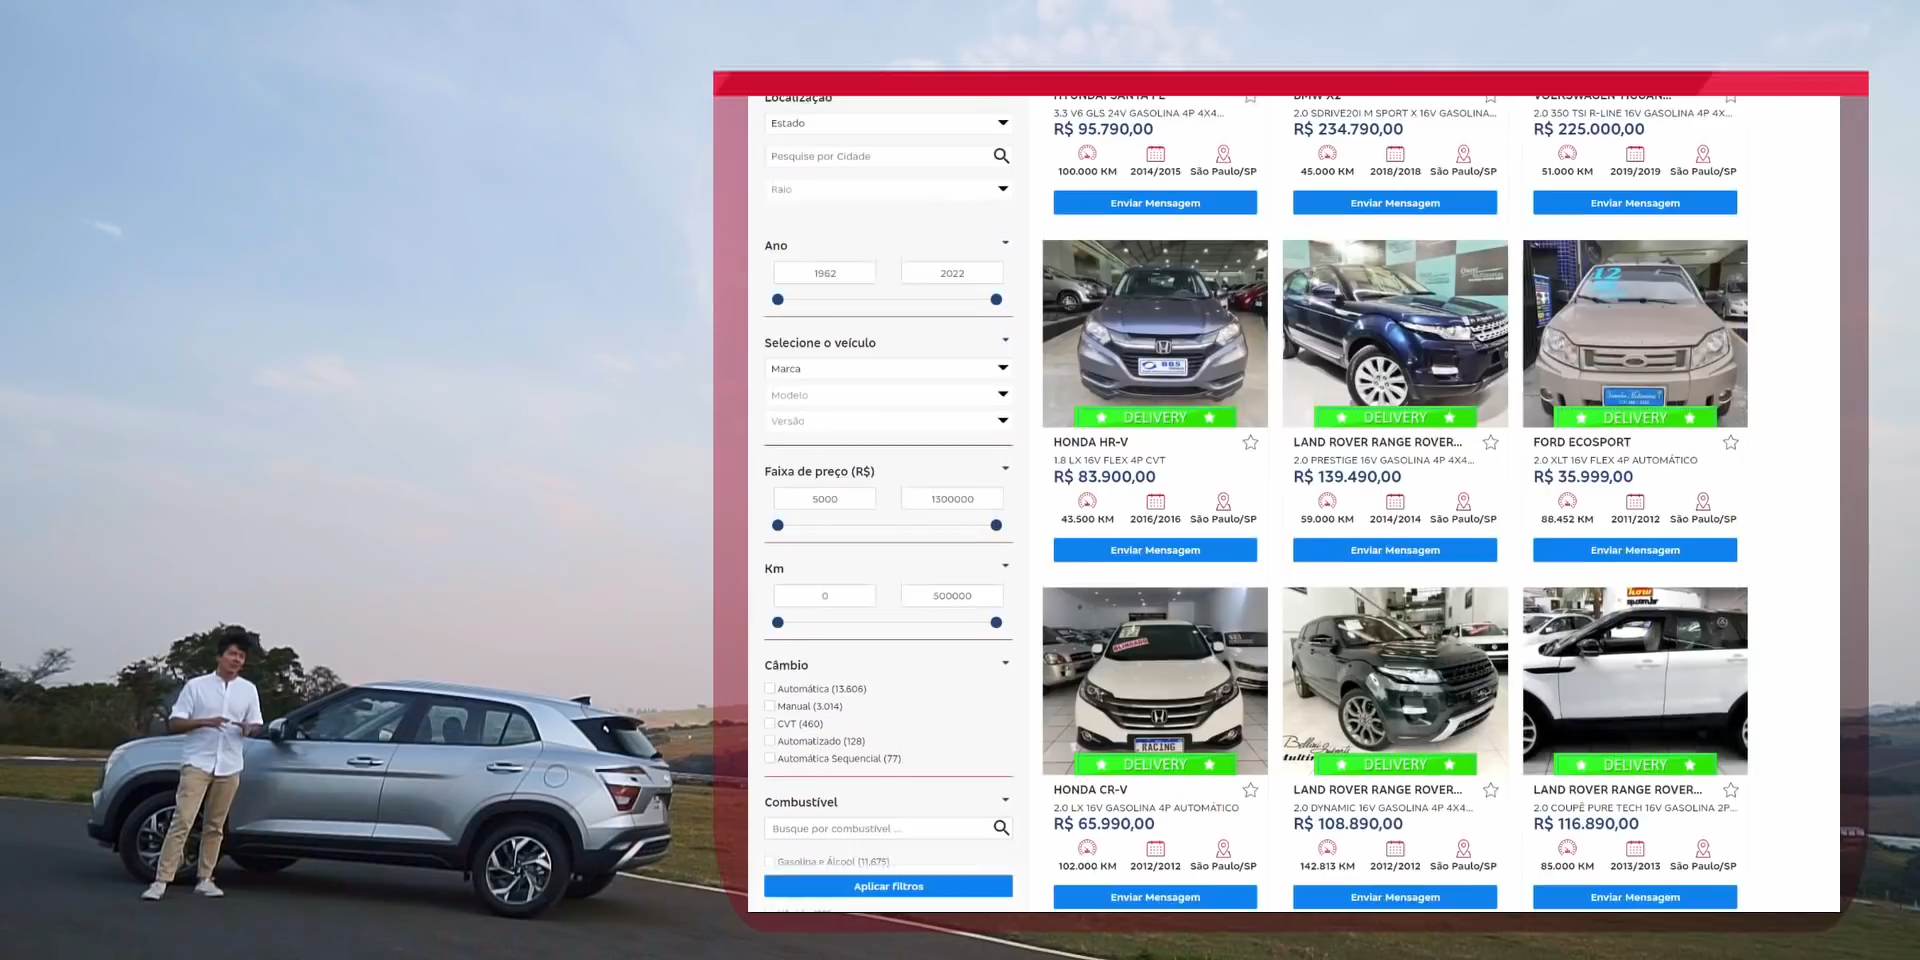 Localização
Estado
Pesquise por Cidade
Raio
Ano
1962 2022
Selecione o veículo
Marca
Modelo
Versão
Faixa de preço (R$)
5000 1300000
Km
0 500000
Câmbio
Automática (13.606)
Manual (3.014)
CVT (460)
Automatizado (128)
Automática Sequencial (77)
Combustível
Busque por combustível ...
Gasolina e Álcool (11.675)
Aplicar filtros
HYUNDAI SANTA FE
3.3 V6 GLS 24V GASOLINA 4P 4X4...
R$ 95.790,00
100.000 KM 2014/2015 São Paulo/SP
Enviar Mensagem
BMW X2
2.0 SDRIVE20I M SPORT X 16V GASOLINA...
R$ 234.790,00
45.000 KM 2018/2018 São Paulo/SP
Enviar Mensagem
VOLKSWAGEN TIGUAN...
2.0 350 TSI R-LINE 16V GASOLINA 4P 4X...
R$ 225.000,00
51.000 KM 2019/2019 São Paulo/SP
Enviar Mensagem
BBS
DELIVERY
HONDA HR-V
1.8 LX 16V FLEX 4P CVT
R$ 83.900,00
43.500 KM 2016/2016 São Paulo/SP
Enviar Mensagem
DELIVERY
LAND ROVER RANGE ROVER...
2.0 PRESTIGE 16V GASOLINA 4P 4X4...
R$ 139.490,00
59.000 KM 2014/2014 São Paulo/SP
Enviar Mensagem
12
DELIVERY
FORD ECOSPORT
2.0 XLT 16V FLEX 4P AUTOMÁTICO
R$ 35.999,00
88.452 KM 2011/2012 São Paulo/SP
Enviar Mensagem
BLINDADO
RACING
DELIVERY
HONDA CR-V
2.0 LX 16V GASOLINA 4P AUTOMÁTICO
R$ 65.990,00
102.000 KM 2012/2012 São Paulo/SP
Enviar Mensagem
DELIVERY
LAND ROVER RANGE ROVER...
2.0 DYNAMIC 16V GASOLINA 4P 4X4...
R$ 108.890,00
142.813 KM 2012/2012 São Paulo/SP
Enviar Mensagem
DELIVERY
LAND ROVER RANGE ROVER...
2.0 COUPÊ PURE TECH 16V GASOLINA 2P...
R$ 116.890,00
85.000 KM 2013/2013 São Paulo/SP
Enviar Mensagem